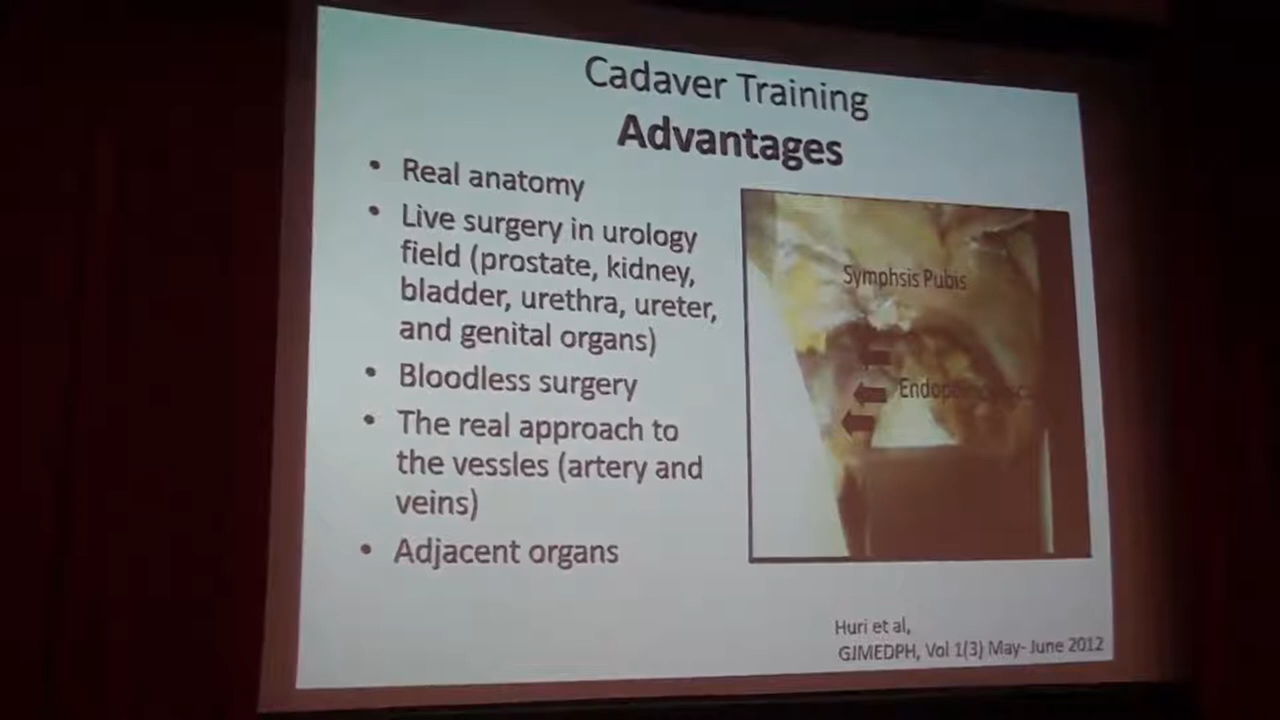 Cadaver Training
Advantages
• Real anatomy
• Live surgery in urology
field (prostate, kidney,
bladder, urethra, ureter,
and genital organs)
• Bloodless surgery
• The real approach to
the vessles (artery and
veins)
• Adjacent organs
Symphsis Pubis
Huri et al,
GJMEDPH, Vol 1(3) May- June 2012